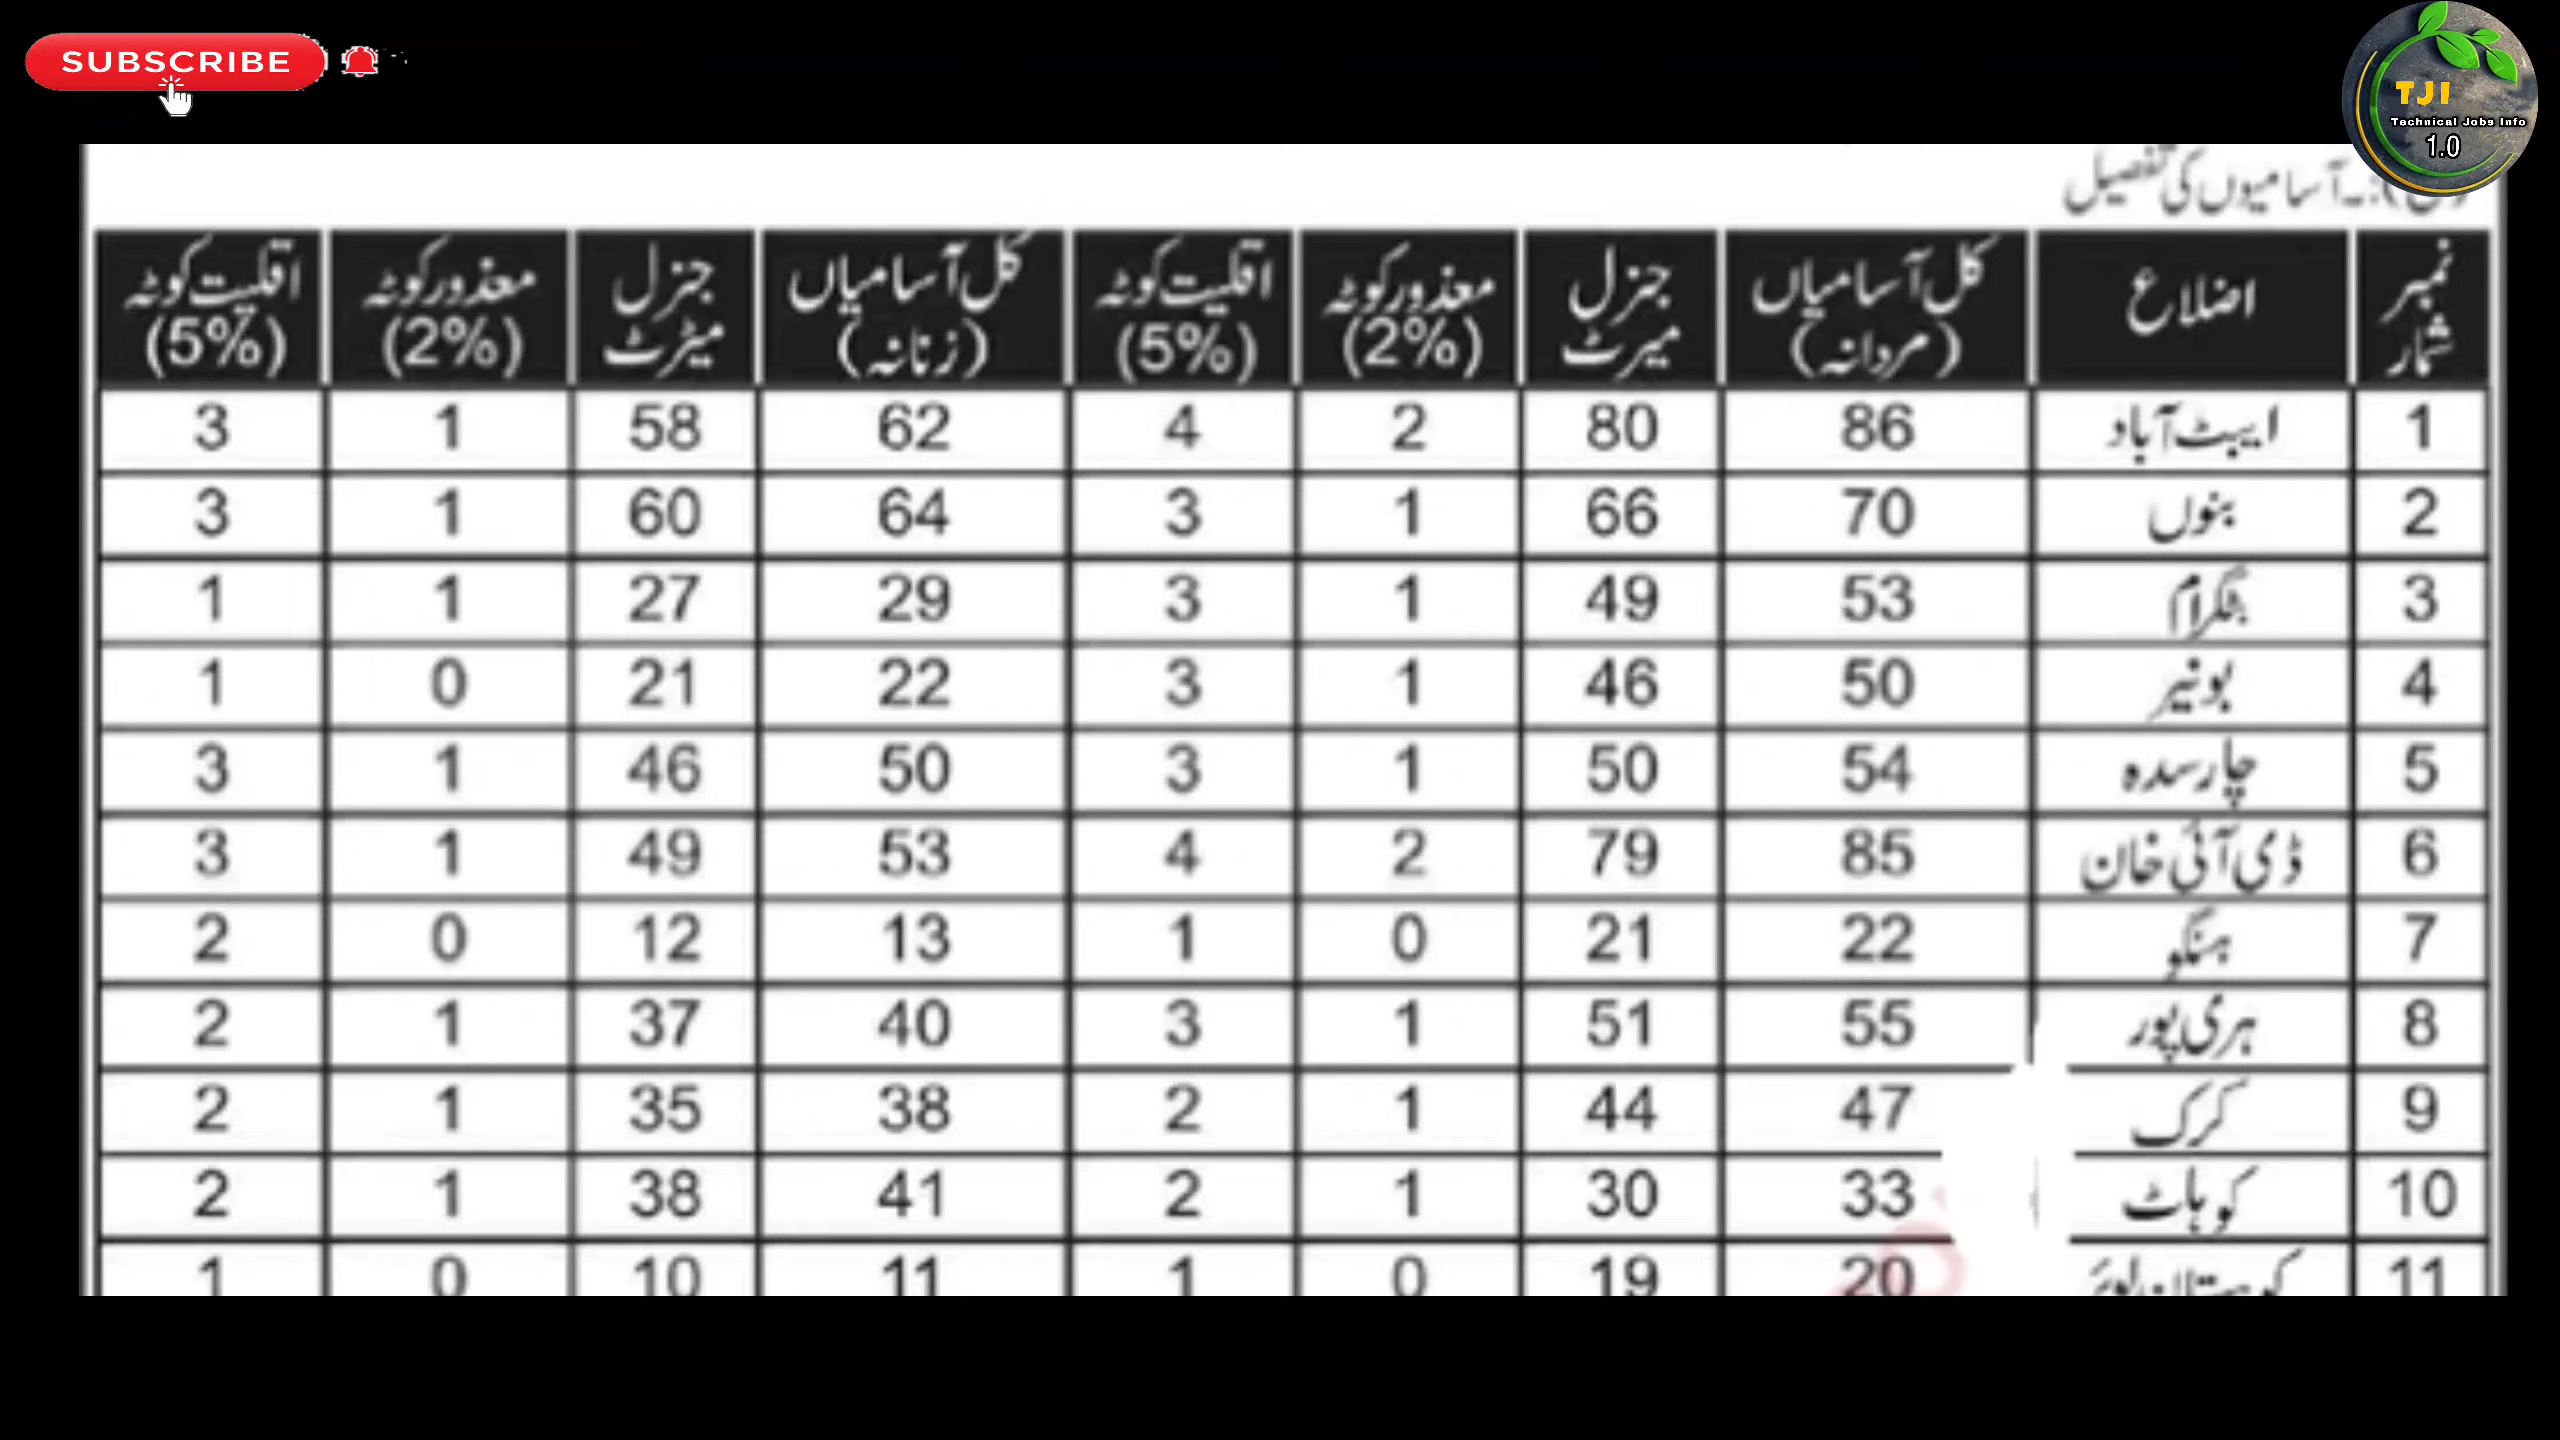 SUBSCRIBE
TJI
Technical Jobs Info
1.0
آسامیوں کی تفصیل
نمبر شمار | اضلاع | کل آسامیاں (مردانہ) | جنرل میرٹ | معذور کوٹہ (2%) | اقلیت کوٹہ (5%) | کل آسامیاں (زنانہ) | جنرل میڑٹ | معذور کوٹہ (2%) | اقلیت کوٹہ (5%)
1 | ایبٹ آباد | 86 | 80 | 2 | 4 | 62 | 58 | 1 | 3
2 | بنوں | 70 | 66 | 1 | 3 | 64 | 60 | 1 | 3
3 | بٹگرام | 53 | 49 | 1 | 3 | 29 | 27 | 1 | 1
4 | بونیر | 50 | 46 | 1 | 3 | 22 | 21 | 0 | 1
5 | چارسدہ | 54 | 50 | 1 | 3 | 50 | 46 | 1 | 3
6 | ڈی آئی خان | 85 | 79 | 2 | 4 | 53 | 49 | 1 | 3
7 | ہنگو | 22 | 21 | 0 | 1 | 13 | 12 | 0 | 2
8 | ہری پور | 55 | 51 | 1 | 3 | 40 | 37 | 1 | 2
9 | کرک | 47 | 44 | 1 | 2 | 38 | 35 | 1 | 2
10 | کوہاٹ | 33 | 30 | 1 | 2 | 41 | 38 | 1 | 2
11 | کوہستان لوئر | 20 | 19 | 0 | 1 | 11 | 10 | 0 | 1